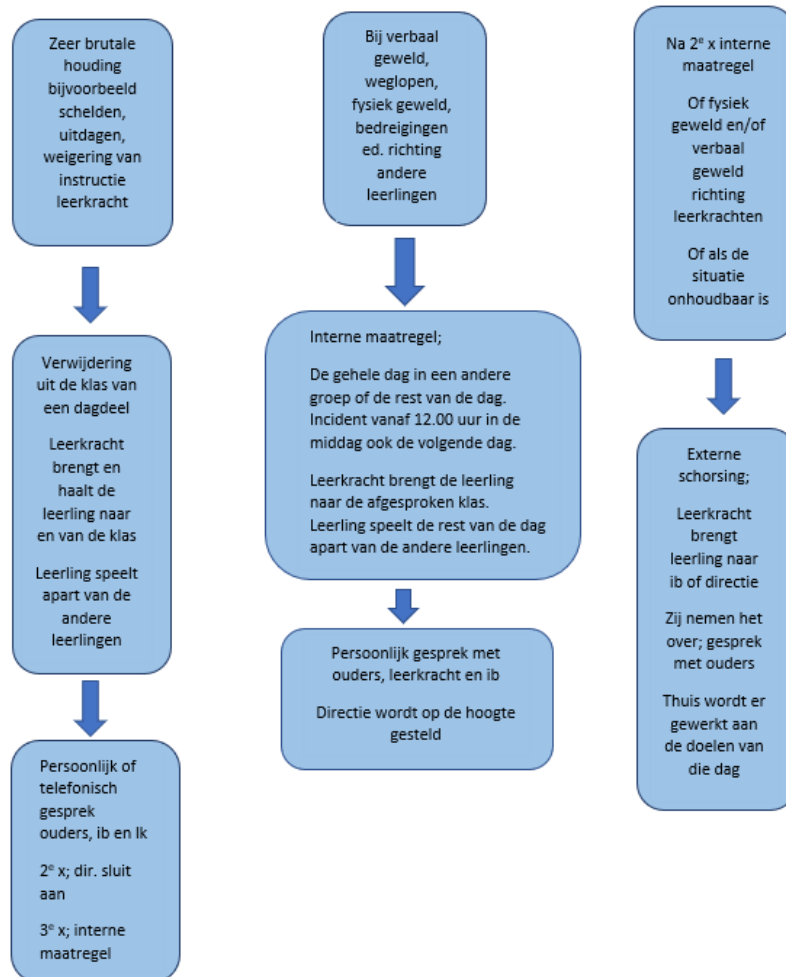 Zeer brutale
houding
bijvoorbeeld
schelden,
uitdagen,
weigering van
instructie
leerkracht
Verwijdering
uit de klas van
een dagdeel
Leerkracht
brengt en
haalt de
leerling naar
en van de klas
Leerling speelt
apart van de
andere
leerlingen
Persoonlijk of
telefonisch
gesprek
ouders, ib en lk
2e x; dir. sluit
aan
3e x; interne
maatregel
Bij verbaal
geweld,
weglopen,
fysiek geweld,
bedreigingen
ed. richting
andere
leerlingen
Interne maatregel;
De gehele dag in een andere
groep of de rest van de dag.
Incident vanaf 12.00 uur in de
middag ook de volgende dag.
Leerkracht brengt de leerling
naar de afgesproken klas.
Leerling speelt de rest van de dag
apart van de andere leerlingen.
Persoonlijk gesprek met
ouders, leerkracht en ib
Directie wordt op de hoogte
gesteld
Na 2e x interne
maatregel
Of fysiek
geweld en/of
verbaal
geweld
richting
leerkrachten
Of als de
situatie
onhoudbaar is
Externe
schorsing;
Leerkracht
brengt
leerling naar
ib of directie
Zij nemen het
over; gesprek
met ouders
Thuis wordt er
gewerkt aan
de doelen van
die dag